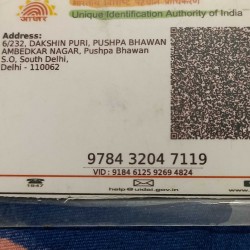 आधार
Unique Identification Authority of India
Address:
6/232, DAKSHIN PURI, PUSHPA BHAWAN
AMBEDKAR NAGAR, Pushpa Bhawan
S.O, South Delhi,
Delhi - 110062
9784 3204 7119
VID : 9184 6125 9269 4824
1947
help@uidai.gov.in